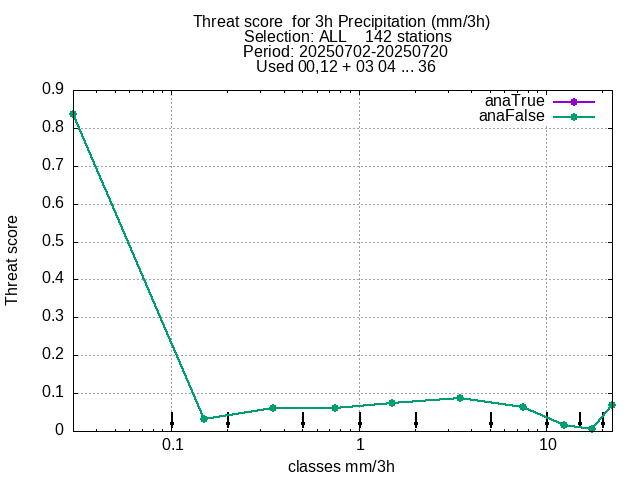 Threat score  for 3h Precipitation (mm/3h)
Selection: ALL    142 stations
Period: 20250702-20250720
Used 00,12 + 03 04 ... 36
anaTrue
anaFalse
0.9
0.8
0.7
0.6
0.5
0.4
0.3
0.2
0.1
0
Threat score
0.1 1 10
classes mm/3h